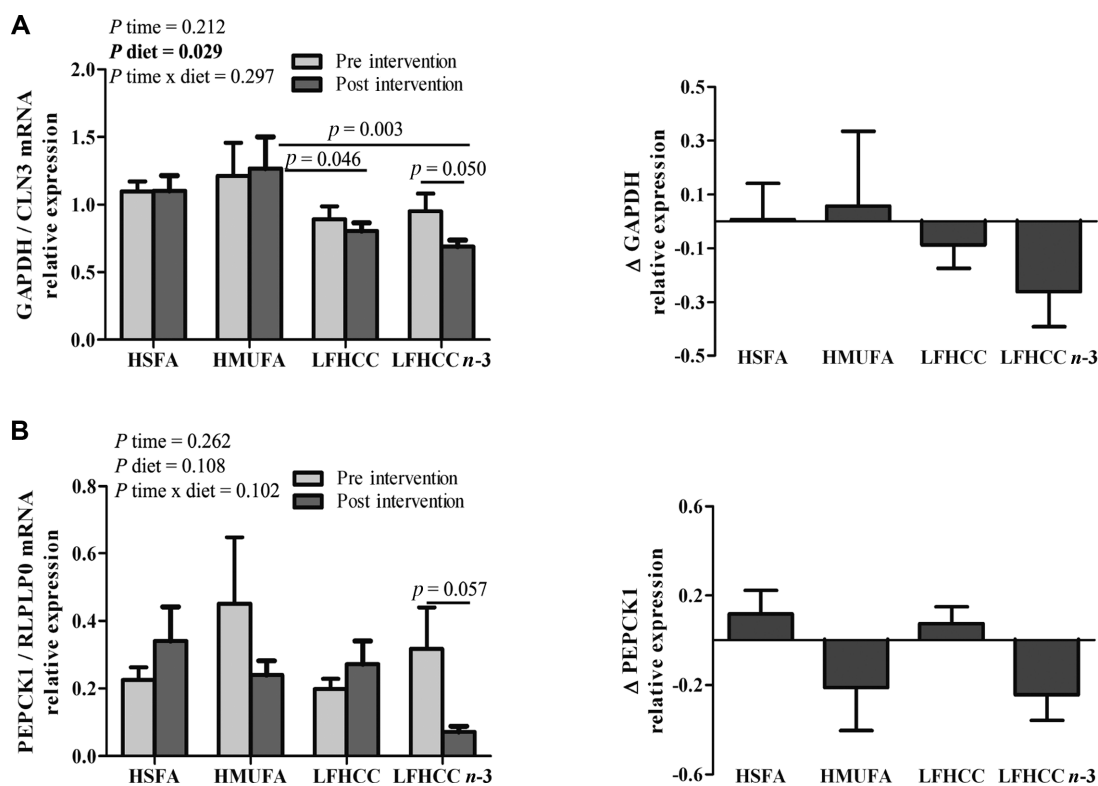 A
P time = 0.212
P diet = 0.029
P time x diet = 0.297
Pre intervention
Post intervention
GAPDH / CLN3 mRNA
relative expression
2.0
1.5
1.0
0.5
0.0
p = 0.003
p = 0.046
p = 0.050
HSFA
HMUFA
LFHCC
LFHCC n-3
Δ GAPDH
relative expression
0.5
0.3
0.1
-0.1
-0.3
-0.5
HSFA
HMUFA
LFHCC
LFHCC n-3
B
P time = 0.262
P diet = 0.108
P time x diet = 0.102
Pre intervention
Post intervention
PEPCK1 / RLPLP0 mRNA
relative expression
0.8
0.6
0.4
0.2
0.0
p = 0.057
HSFA
HMUFA
LFHCC
LFHCC n-3
Δ PEPCK1
relative expression
0.6
0.2
-0.2
-0.6
HSFA
HMUFA
LFHCC
LFHCC n-3